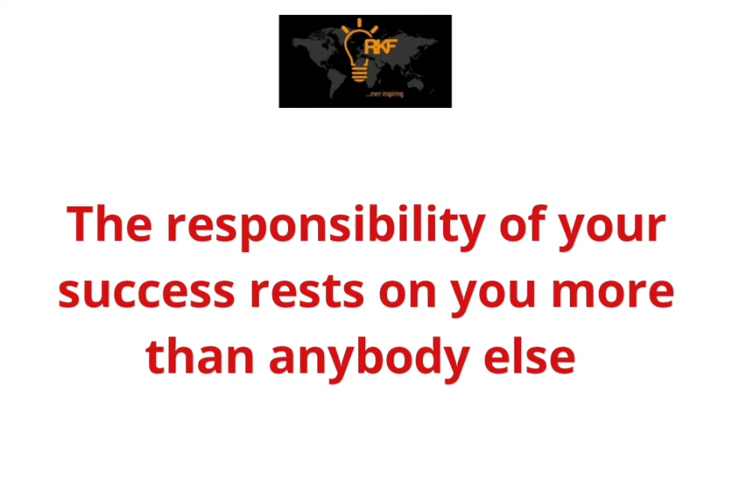 RKF
...ever inspiring
The responsibility of your
success rests on you more
than anybody else